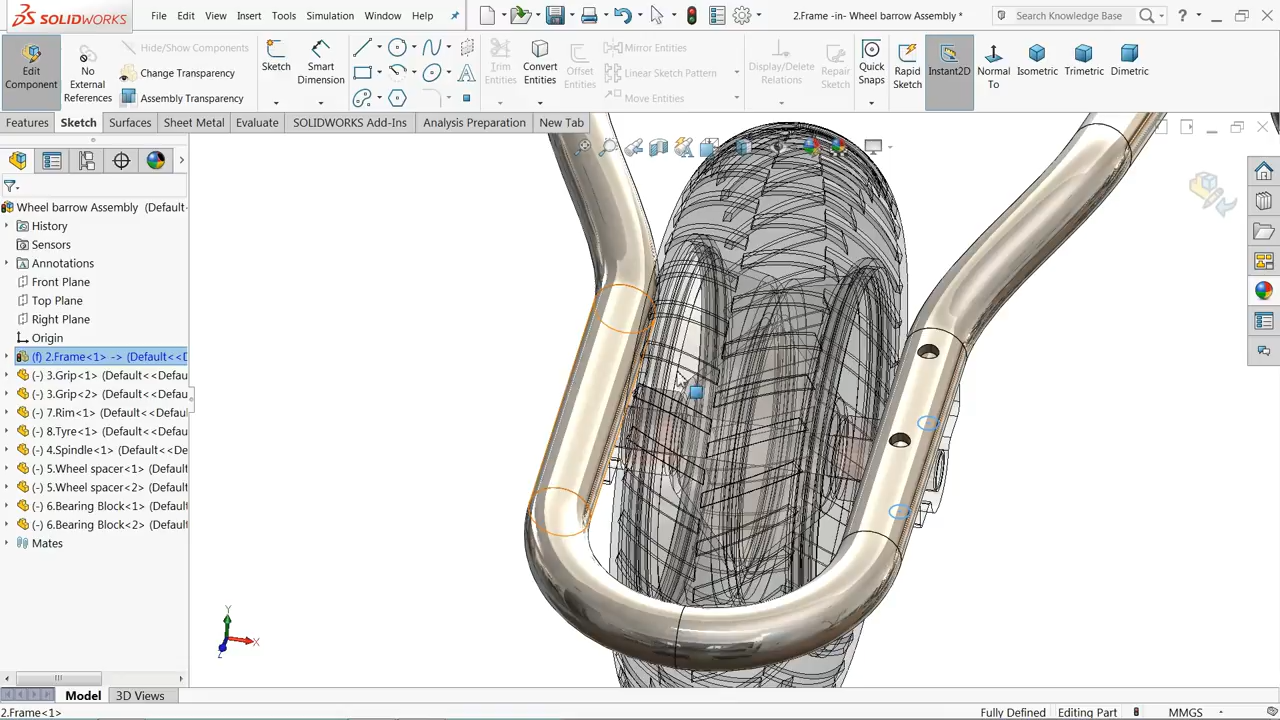 SOLIDWORKS
File
Edit
View
Insert
Tools
Simulation
Window
Help
2.Frame -in- Wheel barrow Assembly *
Search Knowledge Base
?
Edit Component
No External References
Hide/Show Components
Change Transparency
Assembly Transparency
Sketch
Smart Dimension
Trim Entities
Convert Entities
Offset Entities
Mirror Entities
Linear Sketch Pattern
Move Entities
Display/Delete Relations
Repair Sketch
Quick Snaps
Rapid Sketch
Instant2D
Normal To
Isometric
Trimetric
Dimetric
Features
Sketch
Surfaces
Sheet Metal
Evaluate
SOLIDWORKS Add-Ins
Analysis Preparation
New Tab
Wheel barrow Assembly (Default-
History
Sensors
Annotations
Front Plane
Top Plane
Right Plane
Origin
(f) 2.Frame<1> -> (Default<<D
(-) 3.Grip<1> (Default<<Defau
(-) 3.Grip<2> (Default<<Defau
(-) 7.Rim<1> (Default<<Defau
(-) 8.Tyre<1> (Default<<Defau
(-) 4.Spindle<1> (Default<<De
(-) 5.Wheel spacer<1> (Defaul
(-) 5.Wheel spacer<2> (Defaul
(-) 6.Bearing Block<1> (Defau
(-) 6.Bearing Block<2> (Defau
Mates
Y
X
Z
Model
3D Views
2.Frame<1>
Fully Defined
Editing Part
MMGS